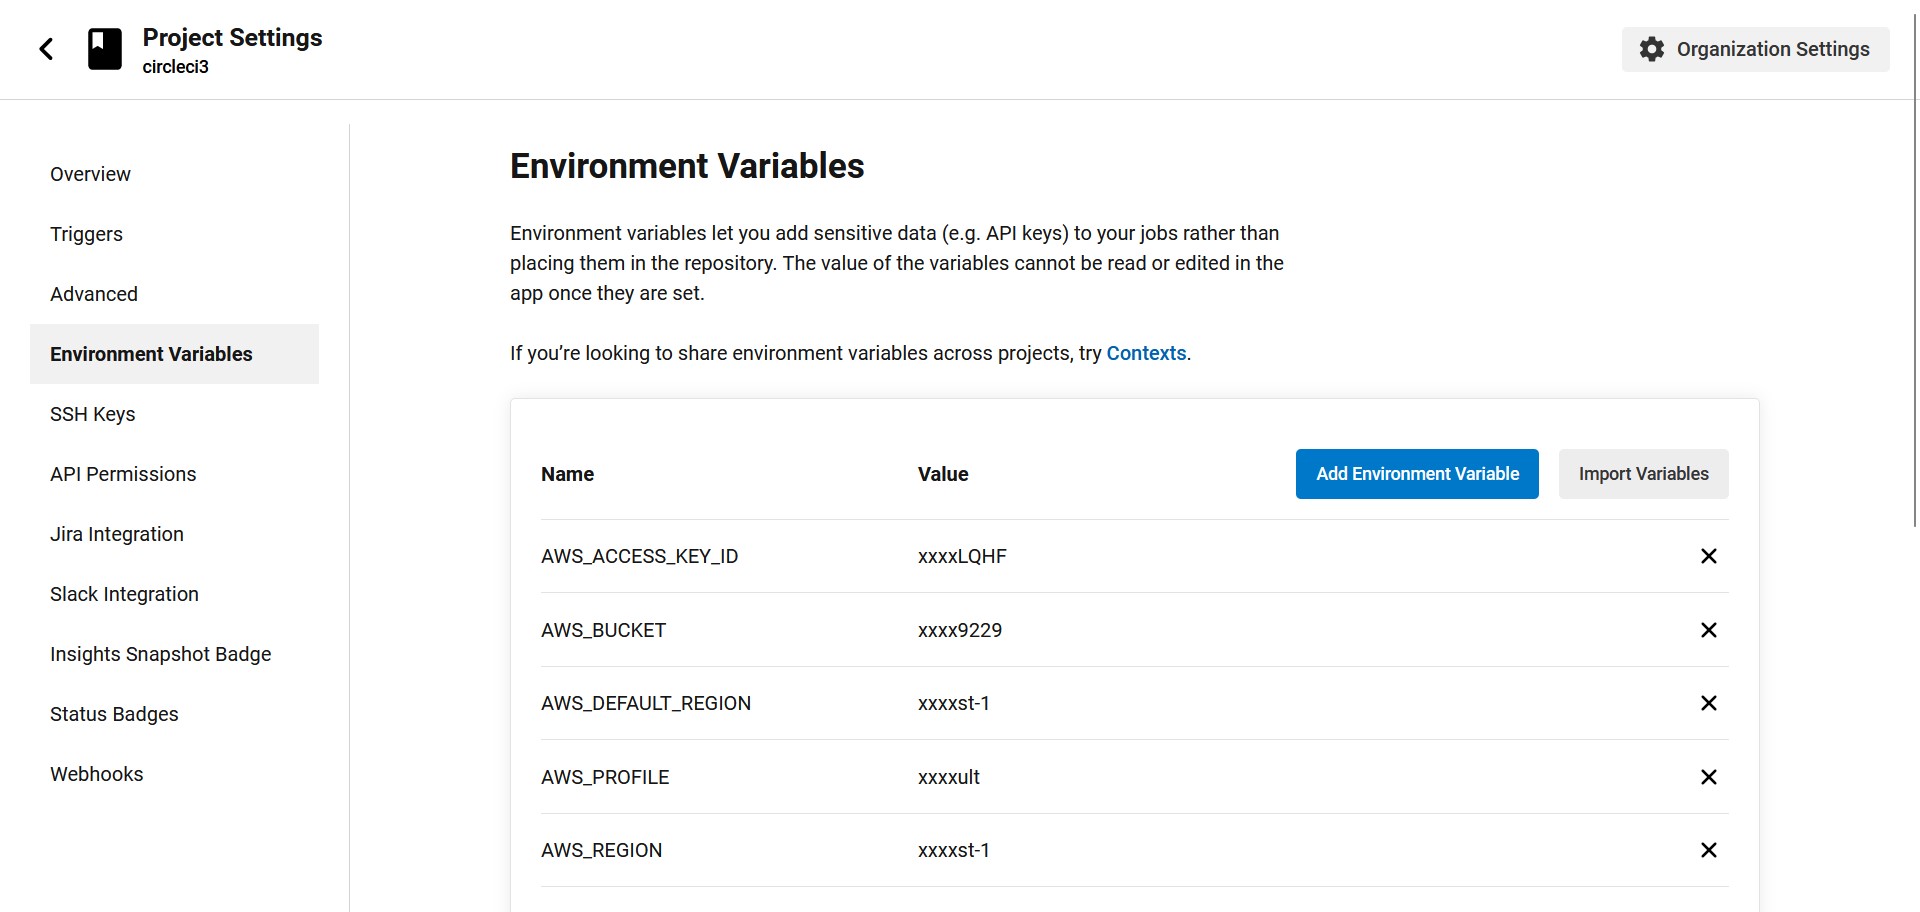 Project Settings
circleci3
Organization Settings
Overview
Triggers
Advanced
Environment Variables
SSH Keys
API Permissions
Jira Integration
Slack Integration
Insights Snapshot Badge
Status Badges
Webhooks
Environment Variables
Environment variables let you add sensitive data (e.g. API keys) to your jobs rather than
placing them in the repository. The value of the variables cannot be read or edited in the
app once they are set.
If you’re looking to share environment variables across projects, try Contexts.
Name Value Add Environment Variable Import Variables
AWS_ACCESS_KEY_ID xxxxLQHF
AWS_BUCKET xxxx9229
AWS_DEFAULT_REGION xxxxst-1
AWS_PROFILE xxxxult
AWS_REGION xxxxst-1